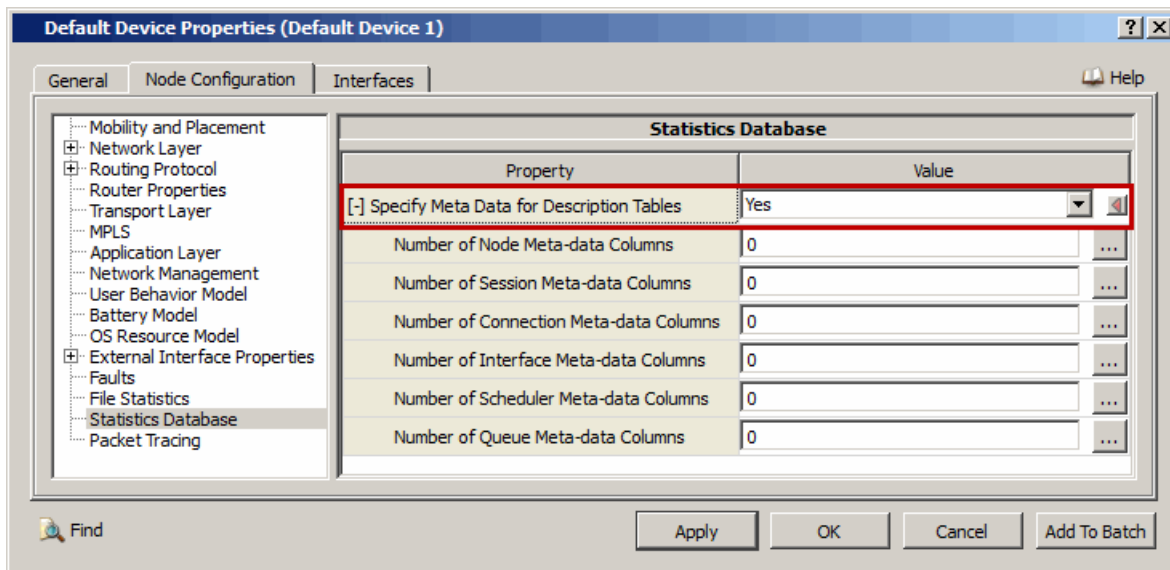 Default Device Properties (Default Device 1)
? X
General Node Configuration Interfaces Help
Mobility and Placement
Network Layer
Routing Protocol
Router Properties
Transport Layer
MPLS
Application Layer
Network Management
User Behavior Model
Battery Model
OS Resource Model
External Interface Properties
Faults
File Statistics
Statistics Database
Packet Tracing
Statistics Database
Property Value
[-] Specify Meta Data for Description Tables Yes
Number of Node Meta-data Columns 0 ...
Number of Session Meta-data Columns 0 ...
Number of Connection Meta-data Columns 0 ...
Number of Interface Meta-data Columns 0 ...
Number of Scheduler Meta-data Columns 0 ...
Number of Queue Meta-data Columns 0 ...
Find Apply OK Cancel Add To Batch